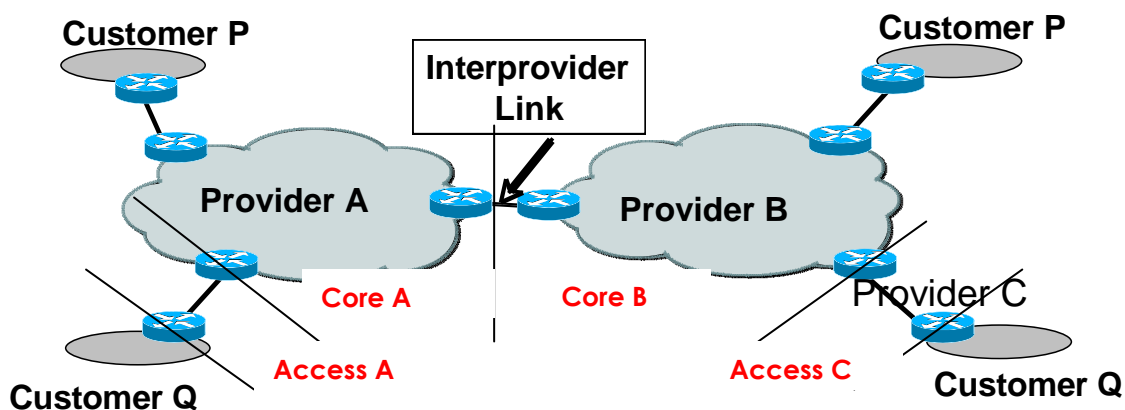 Customer P
Customer P
Interprovider
Link
Provider A
Provider B
Core A
Core B
Provider C
Access A
Access C
Customer Q
Customer Q